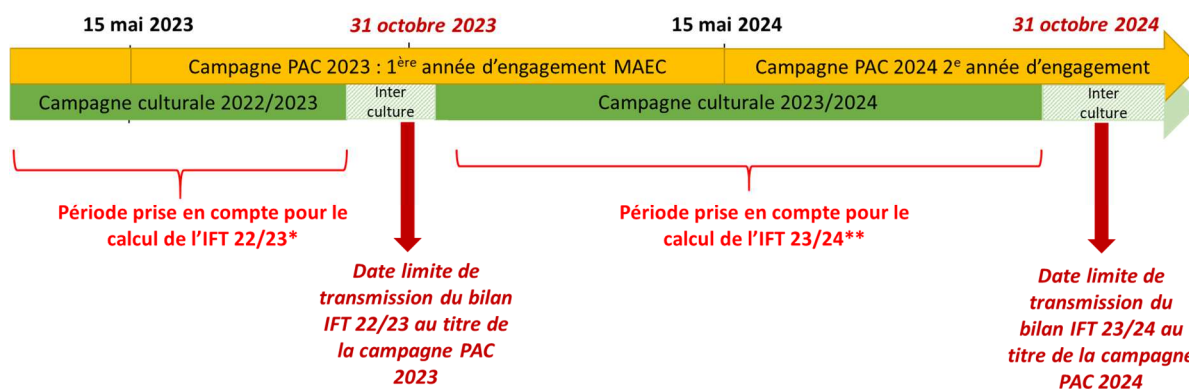 15 mai 2023
31 octobre 2023
15 mai 2024
31 octobre 2024
Campagne PAC 2023 : 1ère année d’engagement MAEC
Campagne PAC 2024 2e année d’engagement
Campagne culturale 2022/2023
Inter
culture
Campagne culturale 2023/2024
Inter
culture
Période prise en compte pour le
calcul de l’IFT 22/23*
Période prise en compte pour le
calcul de l’IFT 23/24**
Date limite de
transmission du bilan
IFT 22/23 au titre de
la campagne PAC
2023
Date limite de
transmission du
bilan IFT 23/24 au
titre de la campagne
PAC 2024